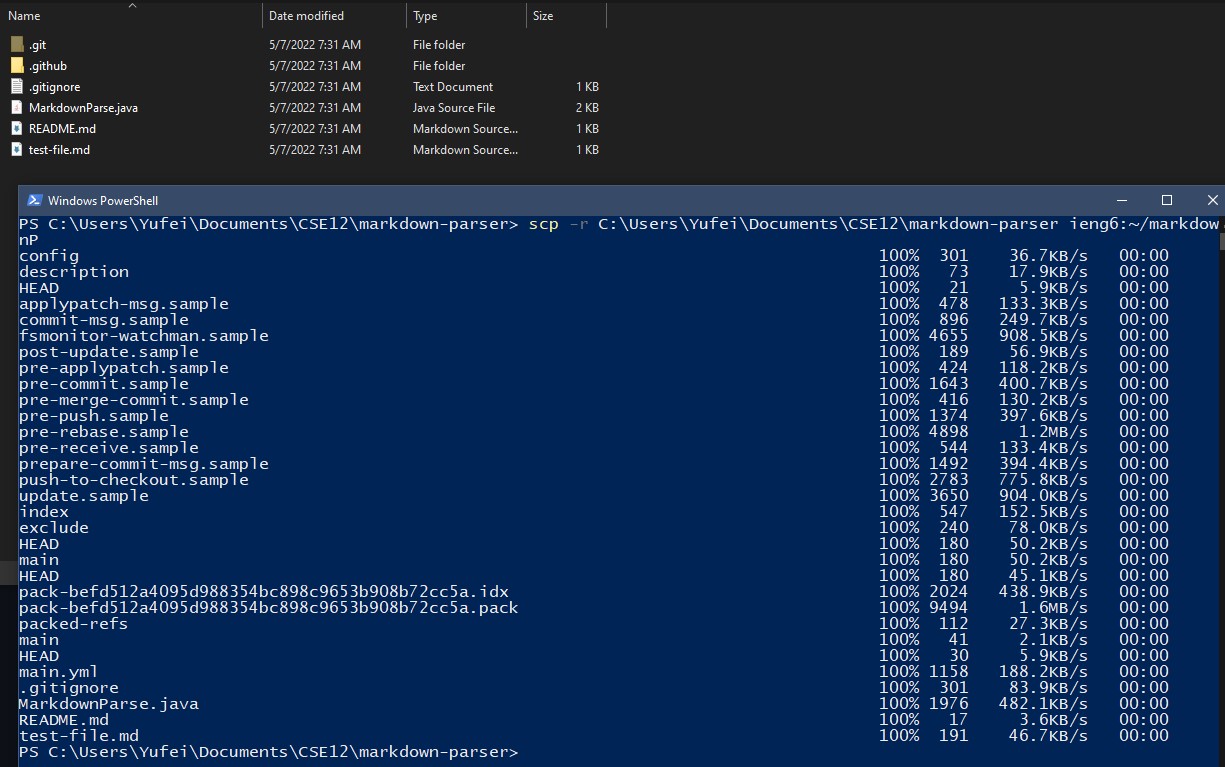 Name Date modified Type Size
.git 5/7/2022 7:31 AM File folder
.github 5/7/2022 7:31 AM File folder
.gitignore 5/7/2022 7:31 AM Text Document 1 KB
MarkdownParse.java 5/7/2022 7:31 AM Java Source File 2 KB
README.md 5/7/2022 7:31 AM Markdown Source... 1 KB
test-file.md 5/7/2022 7:31 AM Markdown Source... 1 KB
Windows PowerShell
PS C:\Users\Yufei\Documents\CSE12\markdown-parser> scp -r C:\Users\Yufei\Documents\CSE12\markdown-parser ieng6:~/markdow
nP
config 100% 301 36.7KB/s 00:00
description 100% 73 17.9KB/s 00:00
HEAD 100% 21 5.9KB/s 00:00
applypatch-msg.sample 100% 478 133.3KB/s 00:00
commit-msg.sample 100% 896 249.7KB/s 00:00
fsmonitor-watchman.sample 100% 4655 908.5KB/s 00:00
post-update.sample 100% 189 56.9KB/s 00:00
pre-applypatch.sample 100% 424 118.2KB/s 00:00
pre-commit.sample 100% 1643 400.7KB/s 00:00
pre-merge-commit.sample 100% 416 130.2KB/s 00:00
pre-push.sample 100% 1374 397.6KB/s 00:00
pre-rebase.sample 100% 4898 1.2MB/s 00:00
pre-receive.sample 100% 544 133.4KB/s 00:00
prepare-commit-msg.sample 100% 1492 394.4KB/s 00:00
push-to-checkout.sample 100% 2783 775.8KB/s 00:00
update.sample 100% 3650 904.0KB/s 00:00
index 100% 547 152.5KB/s 00:00
exclude 100% 240 78.0KB/s 00:00
HEAD 100% 180 50.2KB/s 00:00
main 100% 180 50.2KB/s 00:00
HEAD 100% 180 45.1KB/s 00:00
pack-befd512a4095d988354bc898c9653b908b72cc5a.idx 100% 2024 438.9KB/s 00:00
pack-befd512a4095d988354bc898c9653b908b72cc5a.pack 100% 9494 1.6MB/s 00:00
packed-refs 100% 112 27.3KB/s 00:00
main 100% 41 2.1KB/s 00:00
HEAD 100% 30 5.9KB/s 00:00
main.yml 100% 1158 188.2KB/s 00:00
.gitignore 100% 301 83.9KB/s 00:00
MarkdownParse.java 100% 1976 482.1KB/s 00:00
README.md 100% 17 3.6KB/s 00:00
test-file.md 100% 191 46.7KB/s 00:00
PS C:\Users\Yufei\Documents\CSE12\markdown-parser>